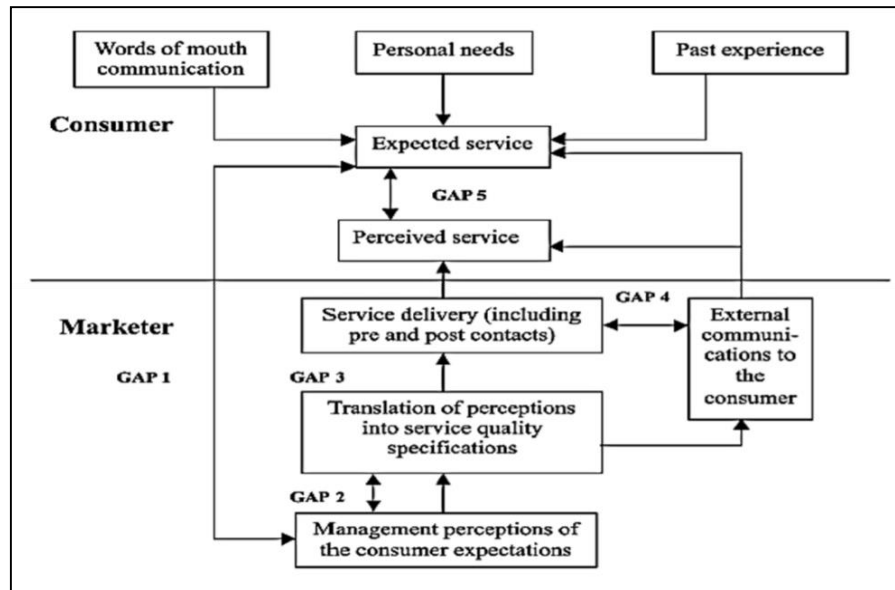 Words of mouth
communication
Personal needs
Past experience
Consumer
Expected service
GAP 5
Perceived service
Marketer
Service delivery (including
pre and post contacts)
GAP 4
External
communi-
cations to
the
consumer
GAP 1
GAP 3
Translation of perceptions
into service quality
specifications
GAP 2
Management perceptions of
the consumer expectations